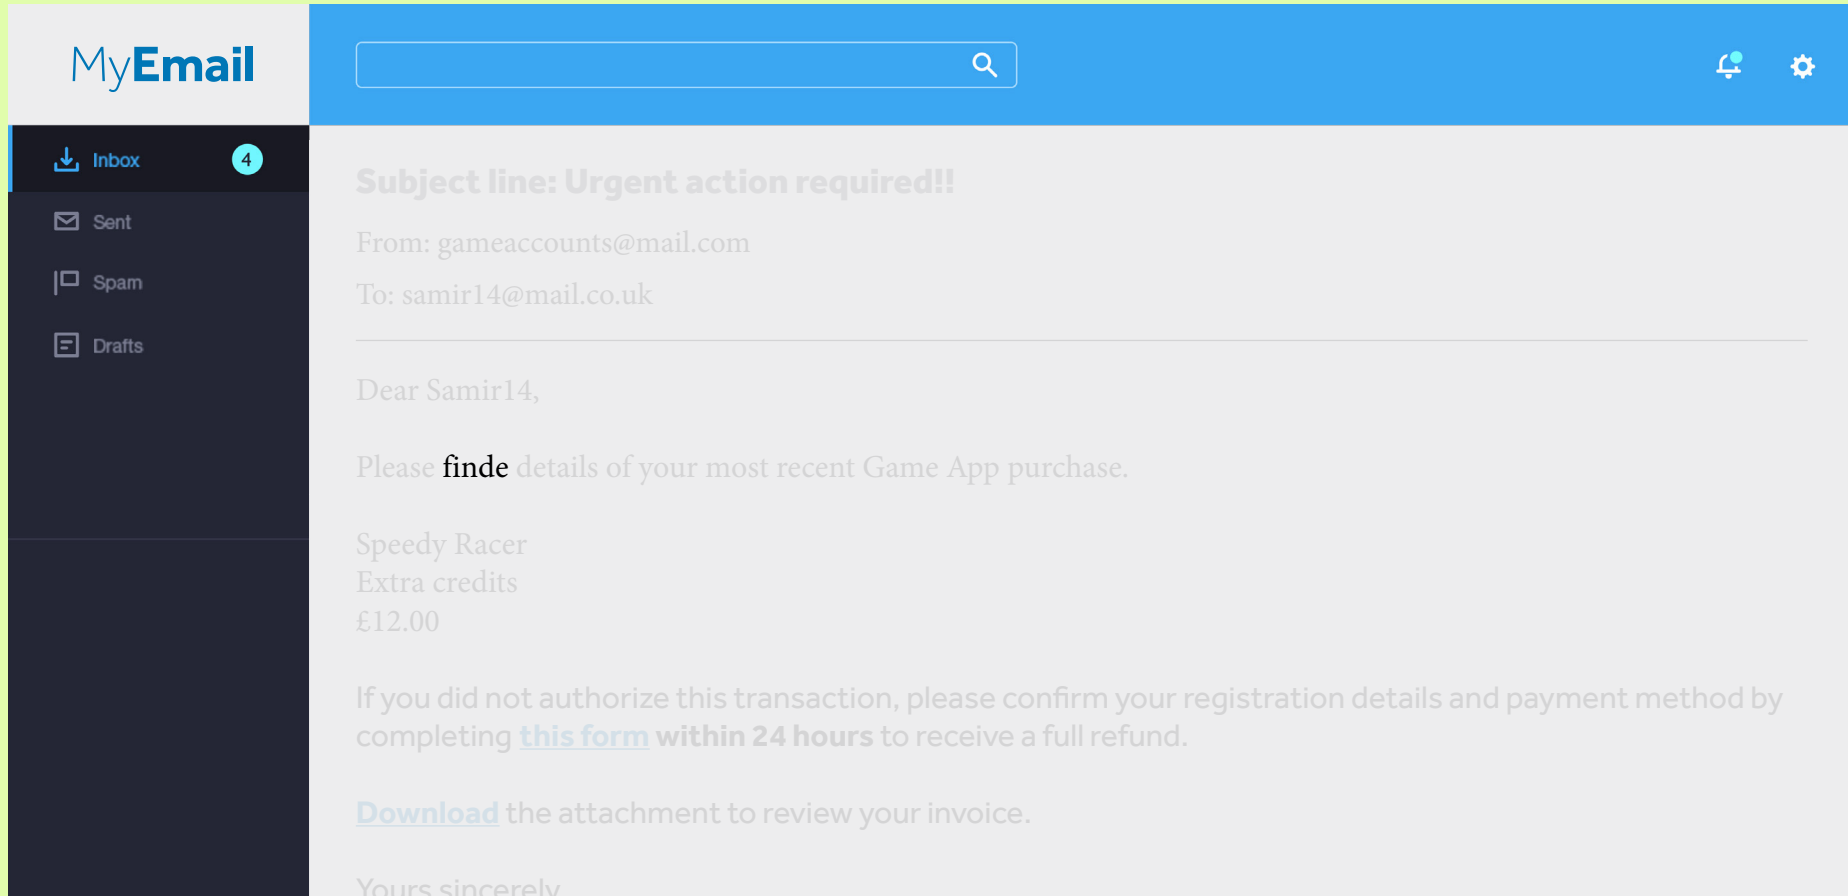 MyEmail
Inbox 4
Sent
Spam
Drafts
Subject line: Urgent action required!!
From: gameaccounts@mail.com
To: samir14@mail.co.uk
Dear Samir14,
Please finde details of your most recent Game App purchase.
Speedy Racer
Extra credits
£12.00
If you did not authorize this transaction, please confirm your registration details and payment method by
completing this form within 24 hours to receive a full refund.
Download the attachment to review your invoice.
Yours sincerely